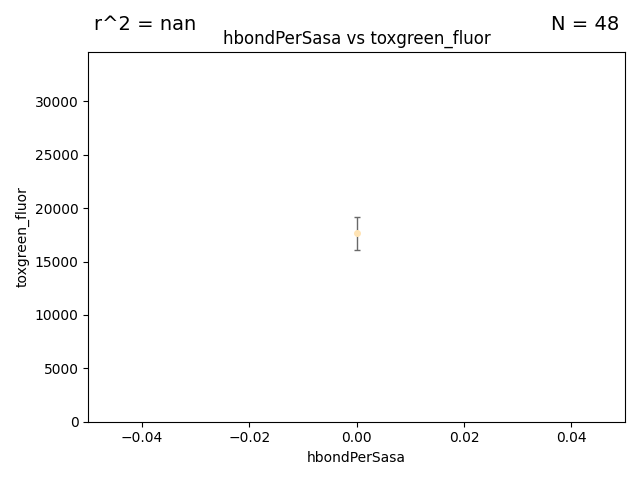 r^2 = nan
N = 48
hbondPerSasa vs toxgreen_fluor
30000
25000
20000
15000
10000
5000
0
toxgreen_fluor
−0.04
−0.02
0.00
0.02
0.04
hbondPerSasa